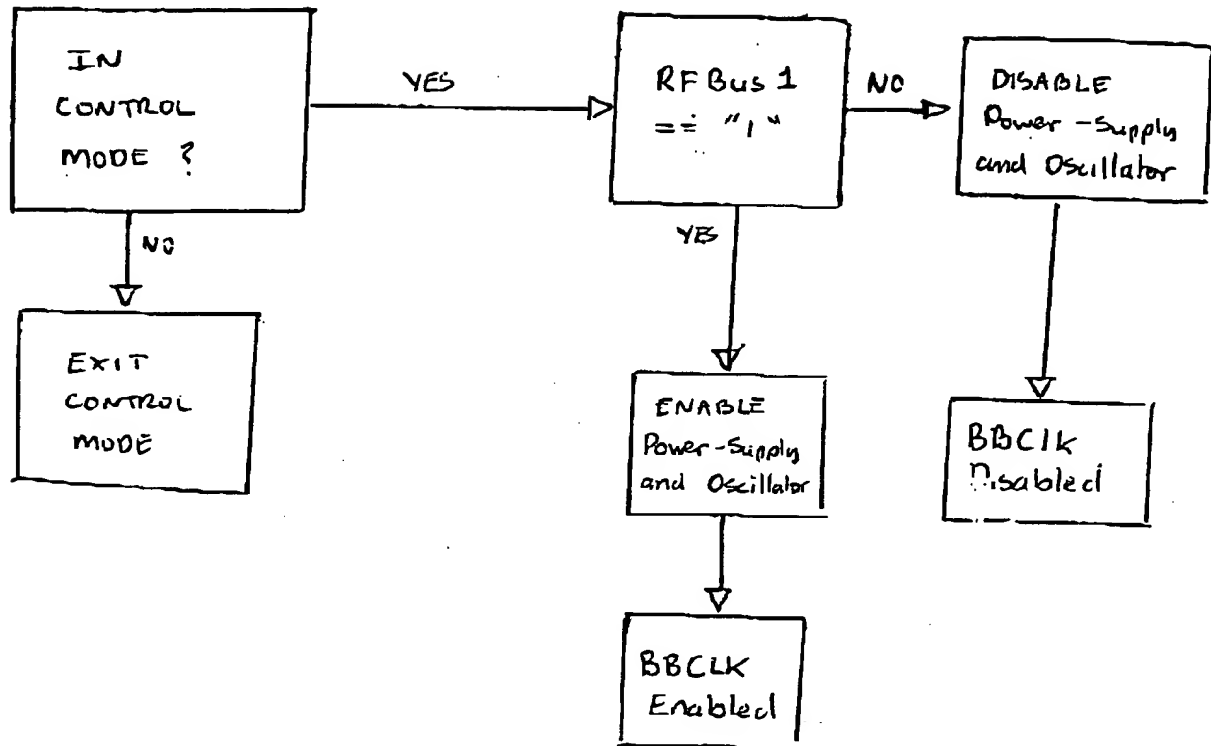 IN
CONTROL
MODE ?
YES
RF Bus 1
== "1"
NO
DISABLE
Power-Supply
and Oscillator
NO
YES
EXIT
CONTROL
MODE
ENABLE
Power-Supply
and Oscillator
BBClk
Disabled
BBCLK
Enabled